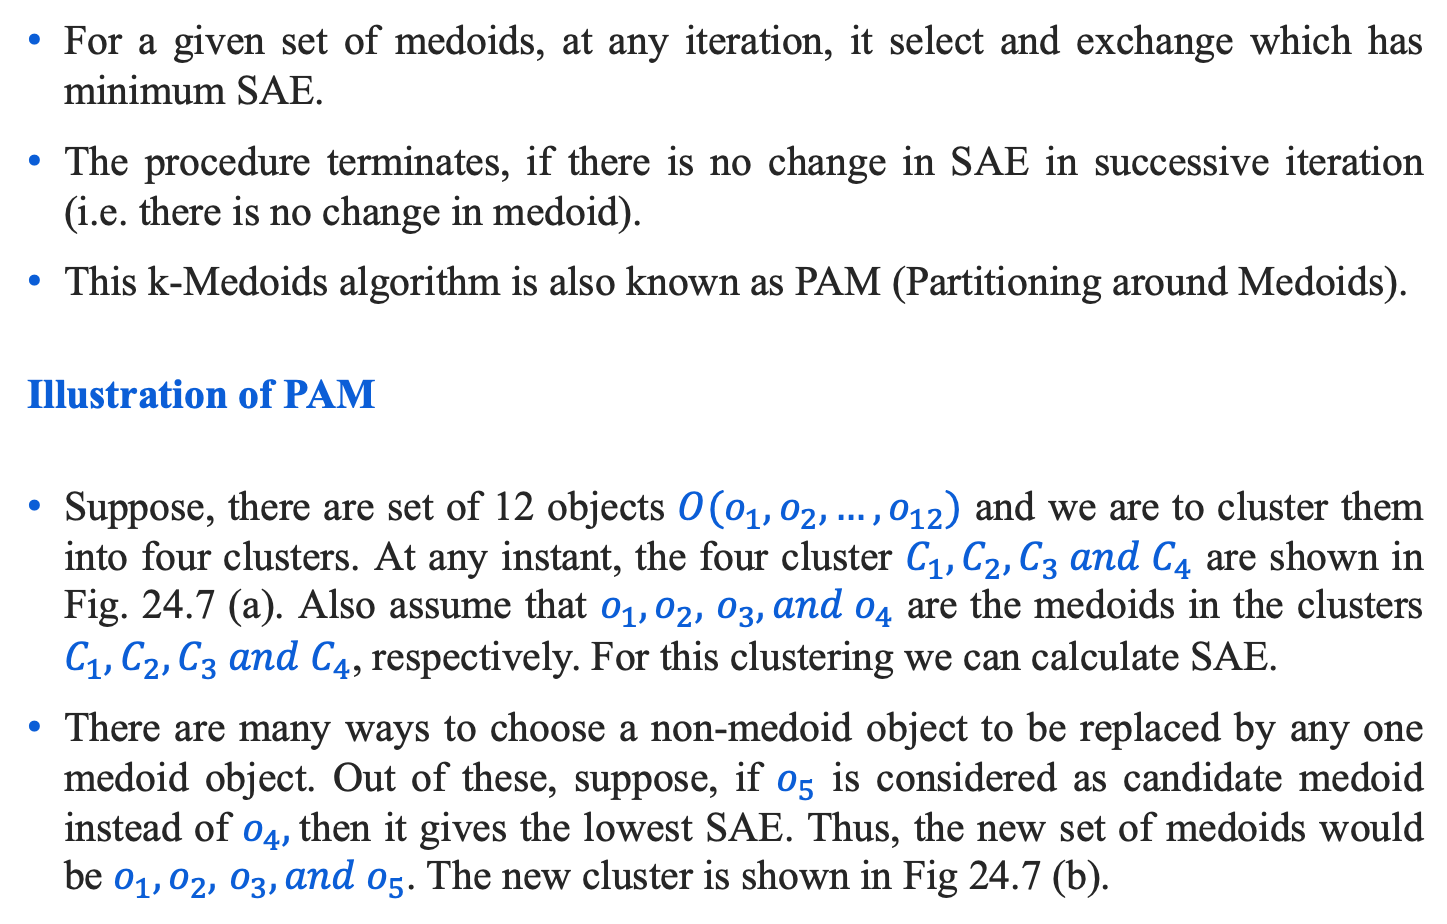 • For a given set of medoids, at any iteration, it select and exchange which has
minimum SAE.
• The procedure terminates, if there is no change in SAE in successive iteration
(i.e. there is no change in medoid).
• This k-Medoids algorithm is also known as PAM (Partitioning around Medoids).
Illustration of PAM
• Suppose, there are set of 12 objects O(o₁, o₂, … , o₁₂) and we are to cluster them
into four clusters. At any instant, the four cluster C₁, C₂, C₃ and C₄ are shown in
Fig. 24.7 (a). Also assume that o₁, o₂, o₃, and o₄ are the medoids in the clusters
C₁, C₂, C₃ and C₄, respectively. For this clustering we can calculate SAE.
• There are many ways to choose a non-medoid object to be replaced by any one
medoid object. Out of these, suppose, if o₅ is considered as candidate medoid
instead of o₄, then it gives the lowest SAE. Thus, the new set of medoids would
be o₁, o₂, o₃, and o₅. The new cluster is shown in Fig 24.7 (b).